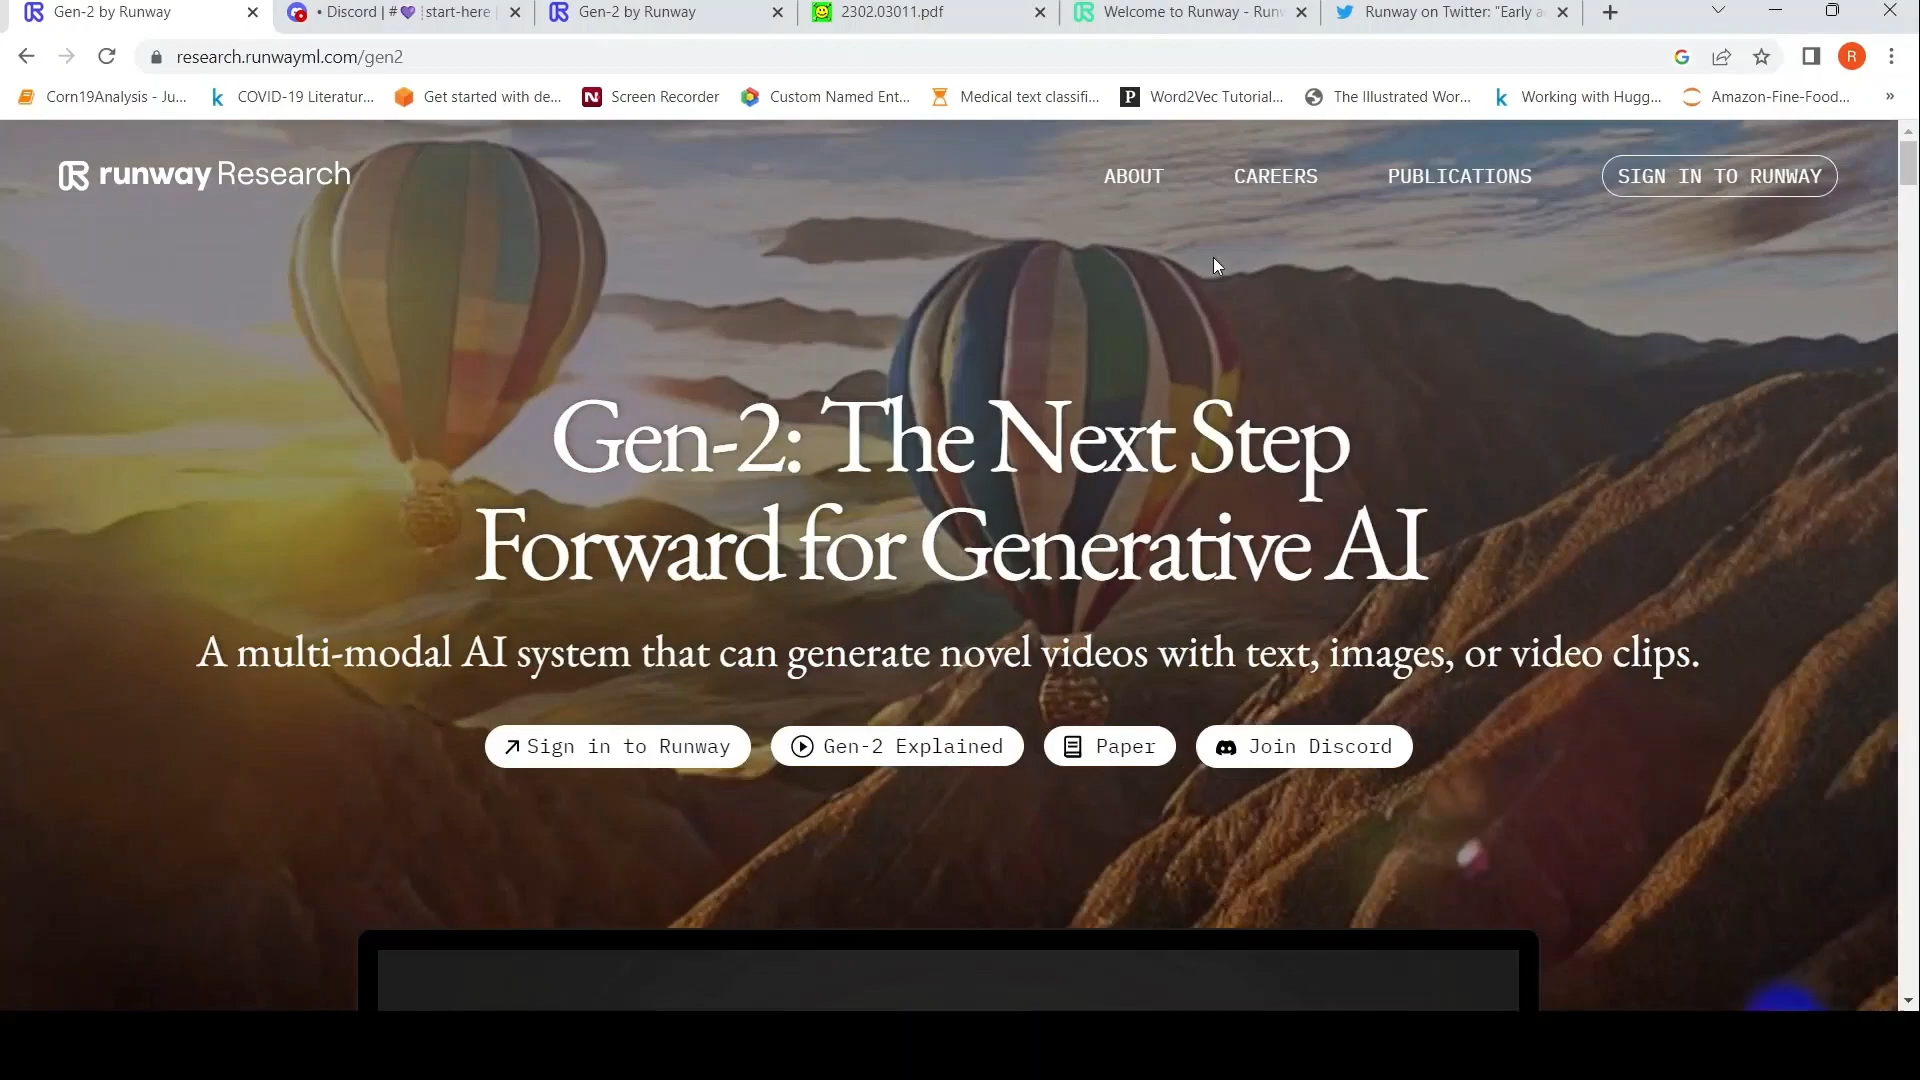 Gen-2 by Runway
• Discord | #💜 | start-here |
Gen-2 by Runway
2302.03011.pdf
Welcome to Runway - Runw
Runway on Twitter: "Early a
research.runwayml.com/gen2
R
Corn19Analysis - Ju...
COVID-19 Literatur...
Get started with de...
Screen Recorder
Custom Named Ent...
Medical text classifi...
Word2Vec Tutorial...
The Illustrated Wor...
Working with Hugg...
Amazon-Fine-Food...
»
runway Research
ABOUT
CAREERS
PUBLICATIONS
SIGN IN TO RUNWAY
Gen-2: The Next Step
Forward for Generative AI
A multi-modal AI system that can generate novel videos with text, images, or video clips.
Sign in to Runway
Gen-2 Explained
Paper
Join Discord